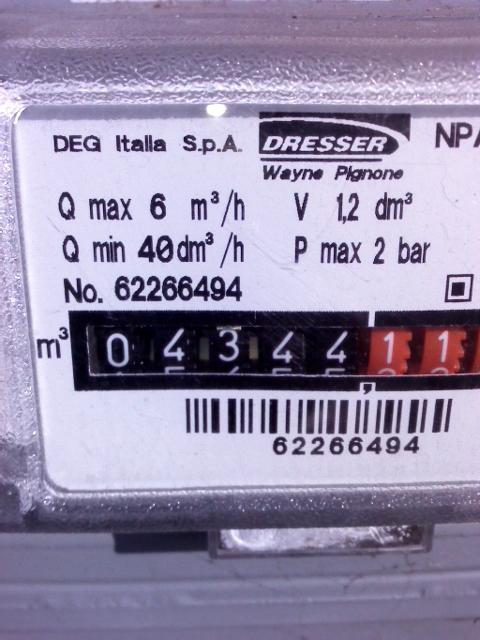 DEG Italia S.p.A. DRESSER NP
Wayne Pignone
Q max 6 m³/h V 1,2 dm³
Q min 40dm³/h P max 2 bar
No. 62266494
m³ 0 4 3 4 4 , 1 1
62266494